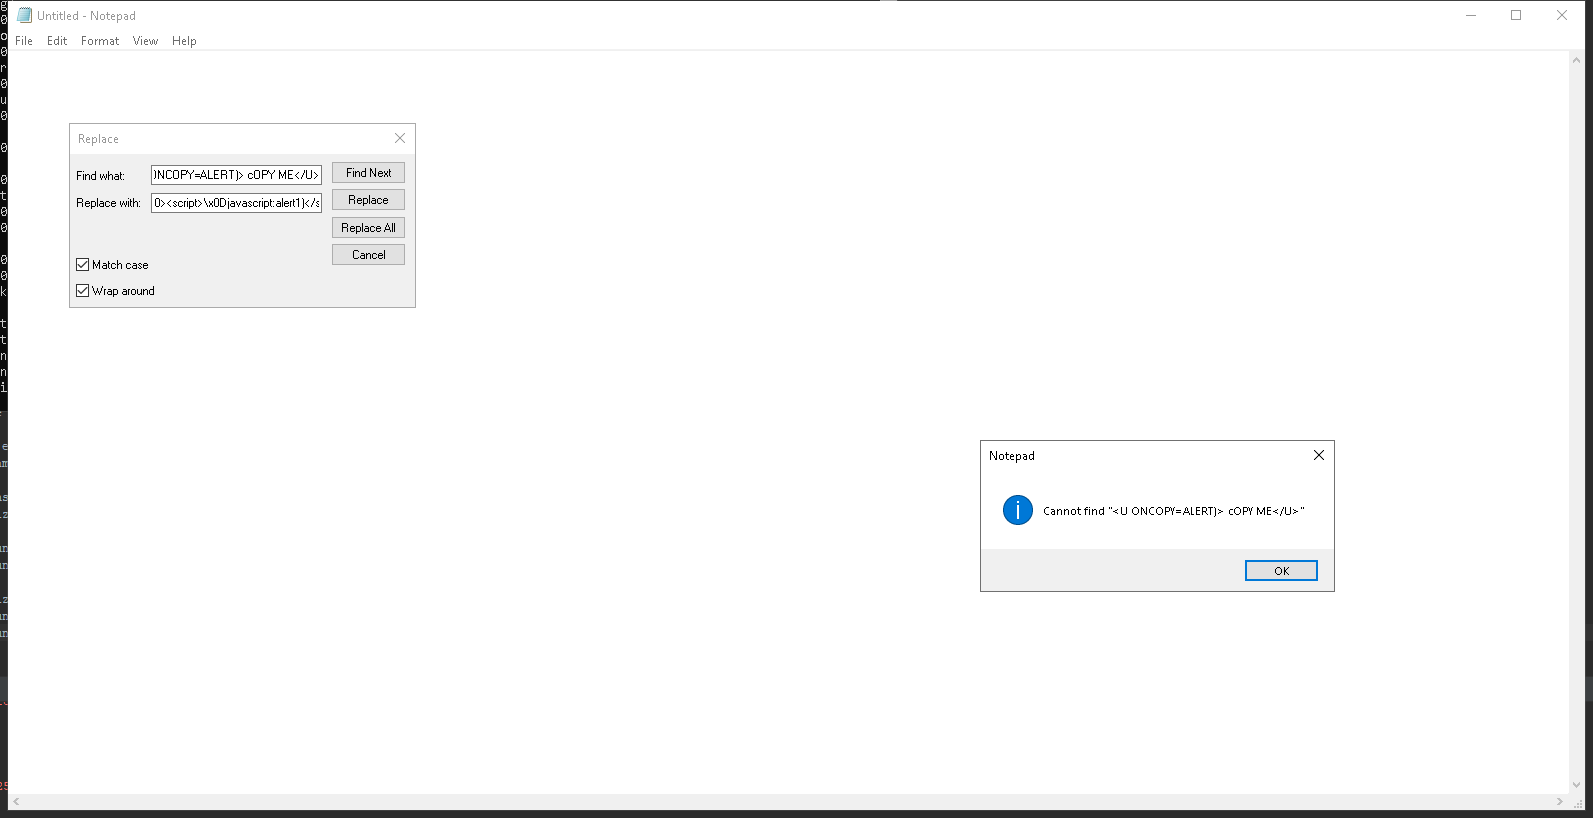 Untitled - Notepad
File Edit Format View Help
Replace
Find what: ONCOPY=ALERT)> cOPY ME</U> Find Next
Replace with: 0><script>\x0Djavascript:alert1)</s Replace
Replace All
Cancel
Match case
Wrap around
Notepad
Cannot find "<U ONCOPY=ALERT)> cOPY ME</U>"
OK